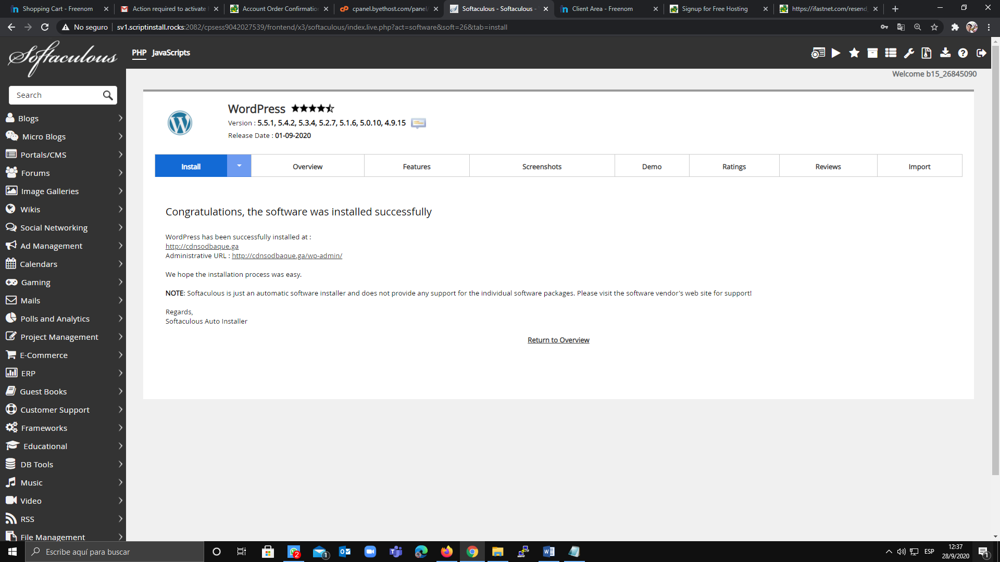 Shopping Cart - Freenom
Action required to activate
Account Order Confirmatio
cpanel.byethost.com/panel/
Softaculous - Softaculous -
Client Area - Freenom
Signup for Free Hosting
https://ifastnet.com/resend
No seguro
sv1.scriptinstall.rocks:2082/cpsess9042027539/frontend/x3/softaculous/index.live.php?act=software&soft=26&tab=install
Softaculous
PHP
JavaScripts
Welcome b15_26845090
Search
Blogs
Micro Blogs
Portals/CMS
Forums
Image Galleries
Wikis
Social Networking
Ad Management
Calendars
Gaming
Mails
Polls and Analytics
Project Management
E-Commerce
ERP
Guest Books
Customer Support
Frameworks
Educational
DB Tools
Music
Video
RSS
File Management
WordPress
Version : 5.5.1, 5.4.2, 5.3.4, 5.2.7, 5.1.6, 5.0.10, 4.9.15
Release Date : 01-09-2020
Install
Overview
Features
Screenshots
Demo
Ratings
Reviews
Import
Congratulations, the software was installed successfully
WordPress has been successfully installed at :
http://cdnsodbaque.ga
Administrative URL : http://cdnsodbaque.ga/wp-admin/
We hope the installation process was easy.
NOTE: Softaculous is just an automatic software installer and does not provide any support for the individual software packages. Please visit the software vendor's web site for support!
Regards,
Softaculous Auto Installer
Return to Overview
Escribe aquí para buscar
2
1
ESP
12:37
28/9/2020
1